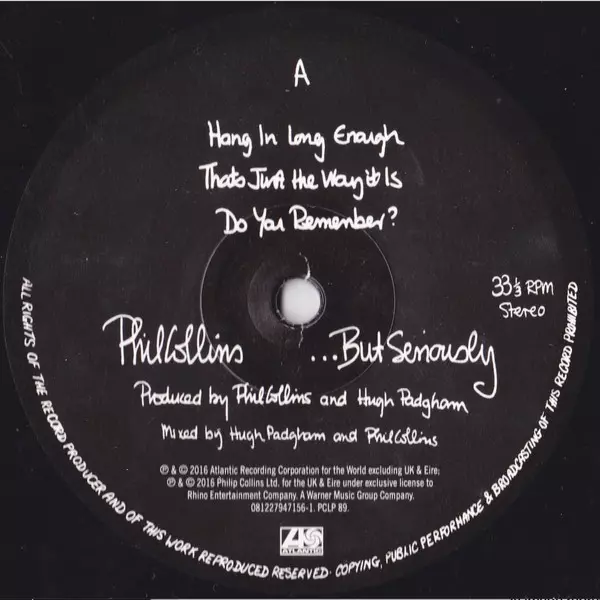 A
Hang In Long Enough
Thats Just the Way it Is
Do You Remember?
33⅓ RPM
Stereo
Phil Collins ...But Seriously
Produced by Phil Collins and Hugh Padgham
Mixed by Hugh Padgham and Phil Collins
℗ & © 2016 Atlantic Recording Corporation for the World excluding UK & Eire;
℗ & © 2016 Philip Collins Ltd. for the UK & Eire under exclusive license to
Rhino Entertainment Company. A Warner Music Group Company.
081227947156-1. PCLP 89.
ATLANTIC
ALL RIGHTS OF THE RECORD PRODUCER AND OF THIS WORK REPRODUCED RESERVED· COPYING, PUBLIC PERFORMANCE & BROADCASTING OF THIS RECORD PROHIBITED